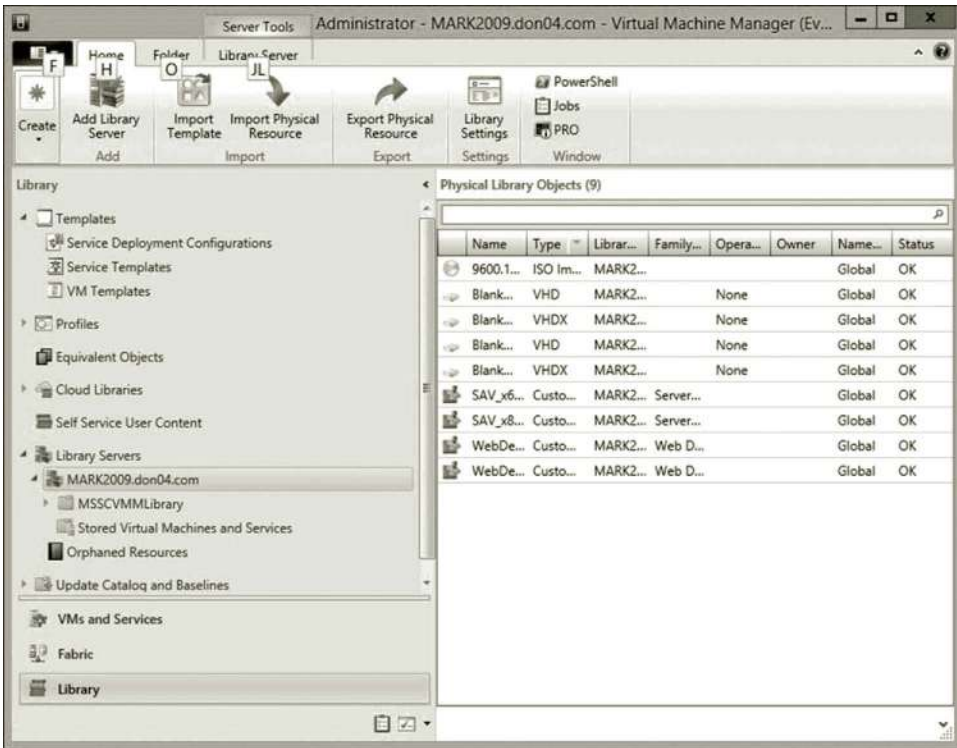 Server Tools
Administrator - MARK2009.don04.com - Virtual Machine Manager (Ev...
Home Folder Library Server
F H O JL
Create
Add Library Server
Import Template
Import Physical Resource
Export Physical Resource
Library Settings
PowerShell
Jobs
PRO
Add Import Export Settings Window
Library
Templates
Service Deployment Configurations
Service Templates
VM Templates
Profiles
Equivalent Objects
Cloud Libraries
Self Service User Content
Library Servers
MARK2009.don04.com
MSSCVMMLibrary
Stored Virtual Machines and Services
Orphaned Resources
Update Catalog and Baselines
VMs and Services
Fabric
Library
Physical Library Objects (9)
Name Type Librar... Family... Opera... Owner Name... Status
9600.1... ISO Im... MARK2... Global OK
Blank... VHD MARK2... None Global OK
Blank... VHDX MARK2... None Global OK
Blank... VHD MARK2... None Global OK
Blank... VHDX MARK2... None Global OK
SAV_x6... Custo... MARK2... Server... Global OK
SAV_x8... Custo... MARK2... Server... Global OK
WebDe... Custo... MARK2... Web D... Global OK
WebDe... Custo... MARK2... Web D... Global OK